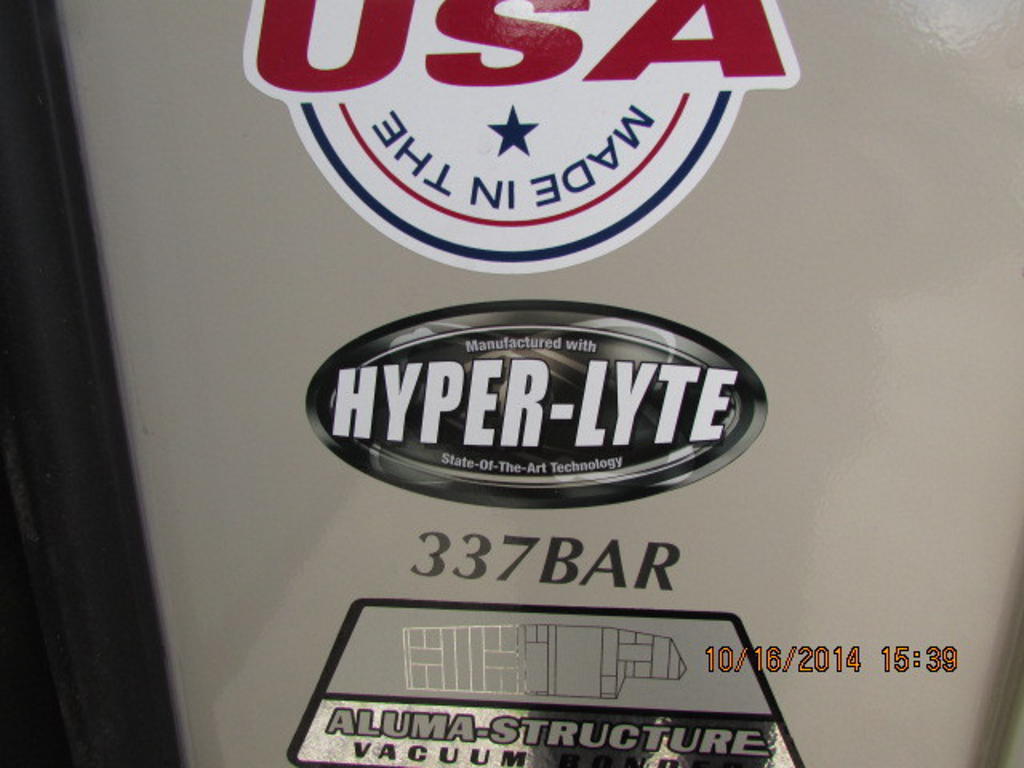 USA
MADE IN THE
Manufactured with
HYPER-LYTE
State-Of-The-Art Technology
337BAR
10/16/2014 15:39
ALUMA-STRUCTURE
VACUUM BONDED